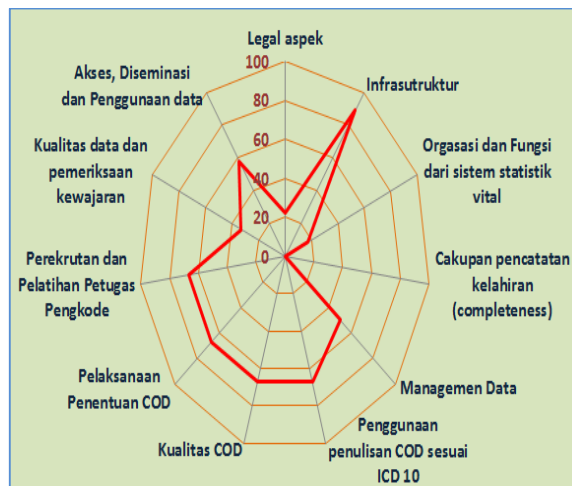 Legal aspek
100
80
60
40
20
0
Infrasutruktur
Orgasasi dan Fungsi
dari sistem statistik
vital
Cakupan pencatatan
kelahiran
(completeness)
Managemen Data
Penggunaan
penulisan COD sesuai
ICD 10
Kualitas COD
Pelaksanaan
Penentuan COD
Perekrutan dan
Pelatihan Petugas
Pengkode
Kualitas data dan
pemeriksaan
kewajaran
Akses, Diseminasi
dan Penggunaan data